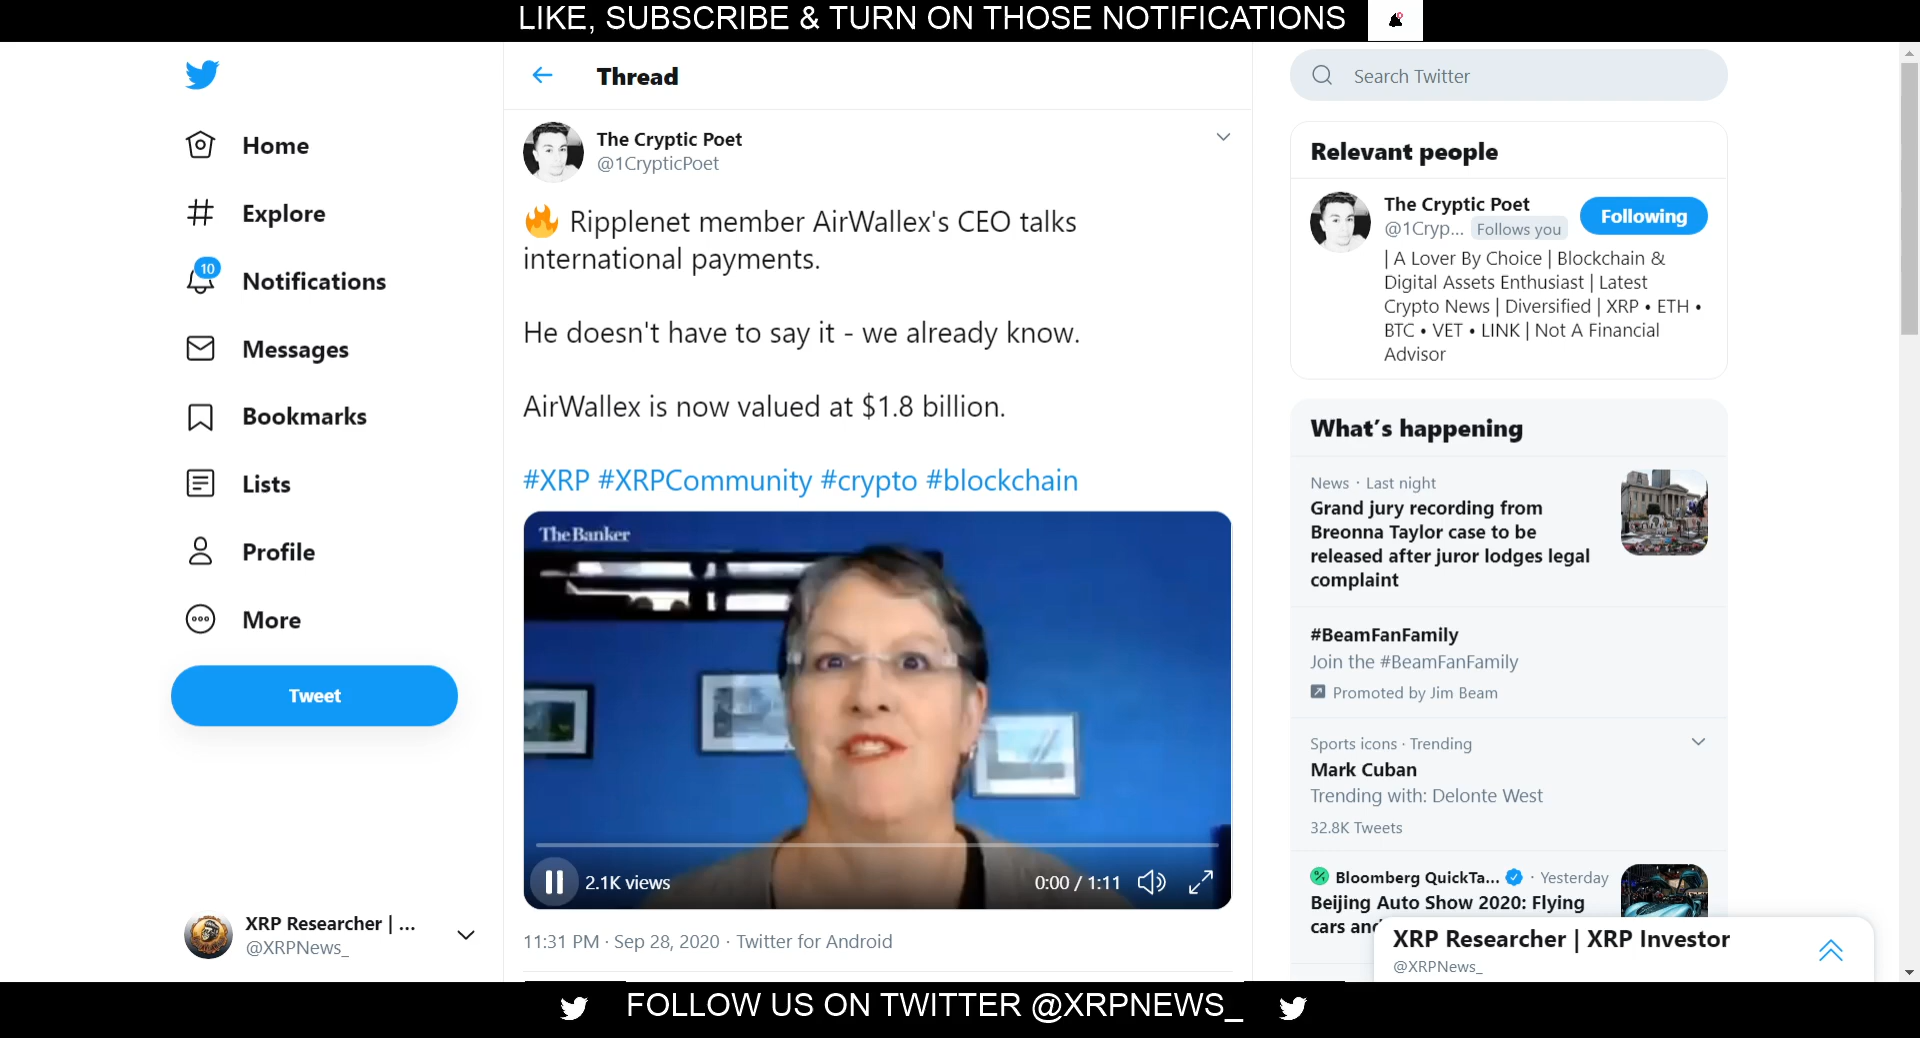 LIKE, SUBSCRIBE & TURN ON THOSE NOTIFICATIONS
Home
Explore
10
Notifications
Messages
Bookmarks
Lists
Profile
More
Tweet
XRP Researcher | ...
@XRPNews_
Thread
The Cryptic Poet
@1CrypticPoet
Ripplenet member AirWallex's CEO talks
international payments.
He doesn't have to say it - we already know.
AirWallex is now valued at $1.8 billion.
#XRP #XRPCommunity #crypto #blockchain
The Banker
2.1K views
0:00 / 1:11
11:31 PM · Sep 28, 2020 · Twitter for Android
Search Twitter
Relevant people
The Cryptic Poet
@1Cryp... Follows you
Following
| A Lover By Choice | Blockchain &
Digital Assets Enthusiast | Latest
Crypto News | Diversified | XRP • ETH •
BTC • VET • LINK | Not A Financial
Advisor
What's happening
News · Last night
Grand jury recording from
Breonna Taylor case to be
released after juror lodges legal
complaint
#BeamFanFamily
Join the #BeamFanFamily
Promoted by Jim Beam
Sports icons · Trending
Mark Cuban
Trending with: Delonte West
32.8K Tweets
Bloomberg QuickTa... · Yesterday
Beijing Auto Show 2020: Flying
cars an
XRP Researcher | XRP Investor
@XRPNews_
FOLLOW US ON TWITTER @XRPNEWS_